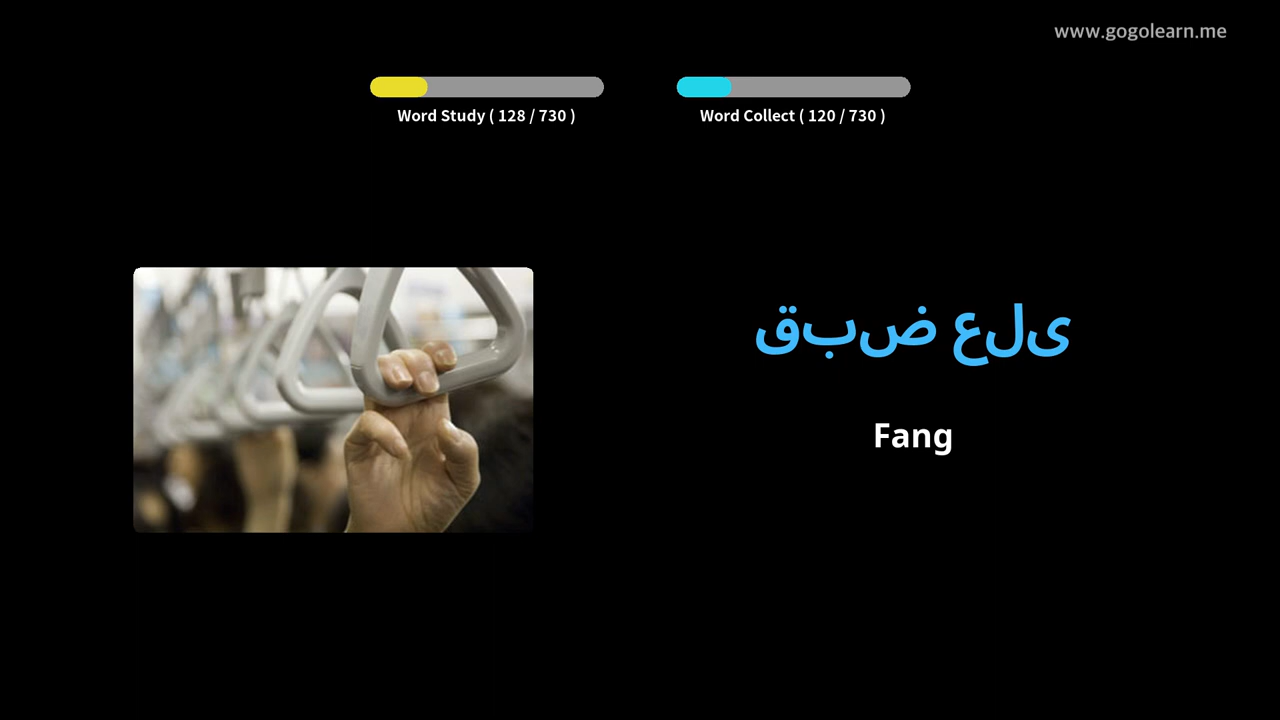 www.gogolearn.me
Word Study ( 128 / 730 )
Word Collect ( 120 / 730 )
قبض على
Fang